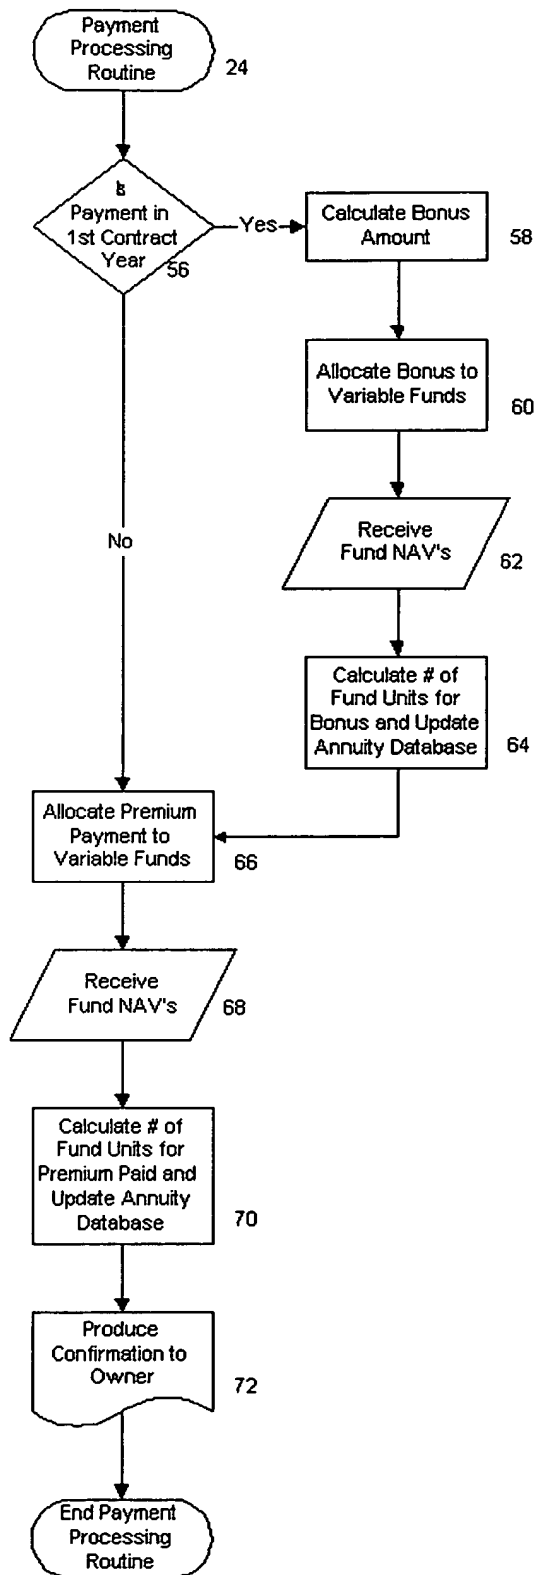 Payment
Processing
Routine
24
Is
Payment in
1st Contract
Year
56
Yes
Calculate Bonus
Amount
58
Allocate Bonus to
Variable Funds
60
Receive
Fund NAV's
62
No
Calculate # of
Fund Units for
Bonus and Update
Annuity Database
64
Allocate Premium
Payment to
Variable Funds
66
Receive
Fund NAV's
68
Calculate # of
Fund Units for
Premium Paid and
Update Annuity
Database
70
Produce
Confirmation to
Owner
72
End Payment
Processing
Routine